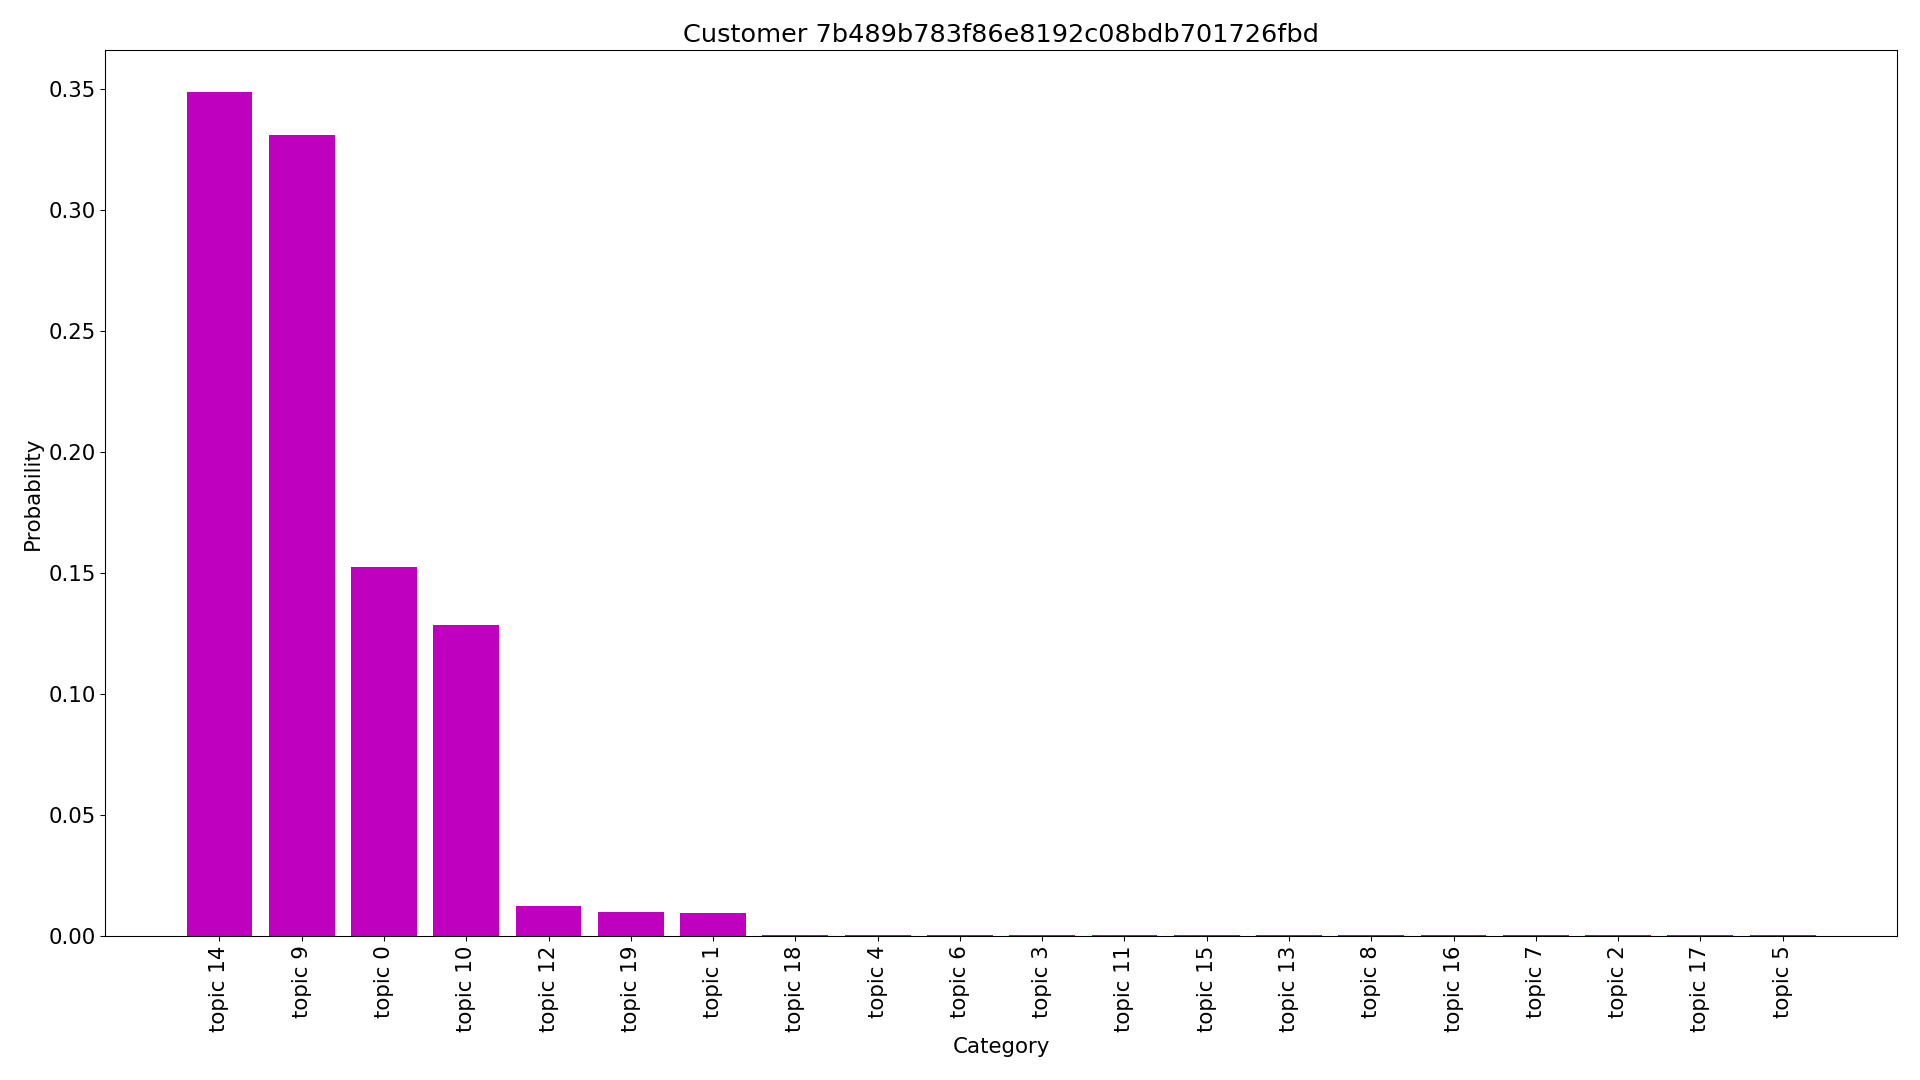 Customer 7b489b783f86e8192c08bdb701726fbd
Probability
0.35
0.30
0.25
0.20
0.15
0.10
0.05
0.00
topic 14
topic 9
topic 0
topic 10
topic 12
topic 19
topic 1
topic 18
topic 4
topic 6
topic 3
topic 11
topic 15
topic 13
topic 8
topic 16
topic 7
topic 2
topic 17
topic 5
Category